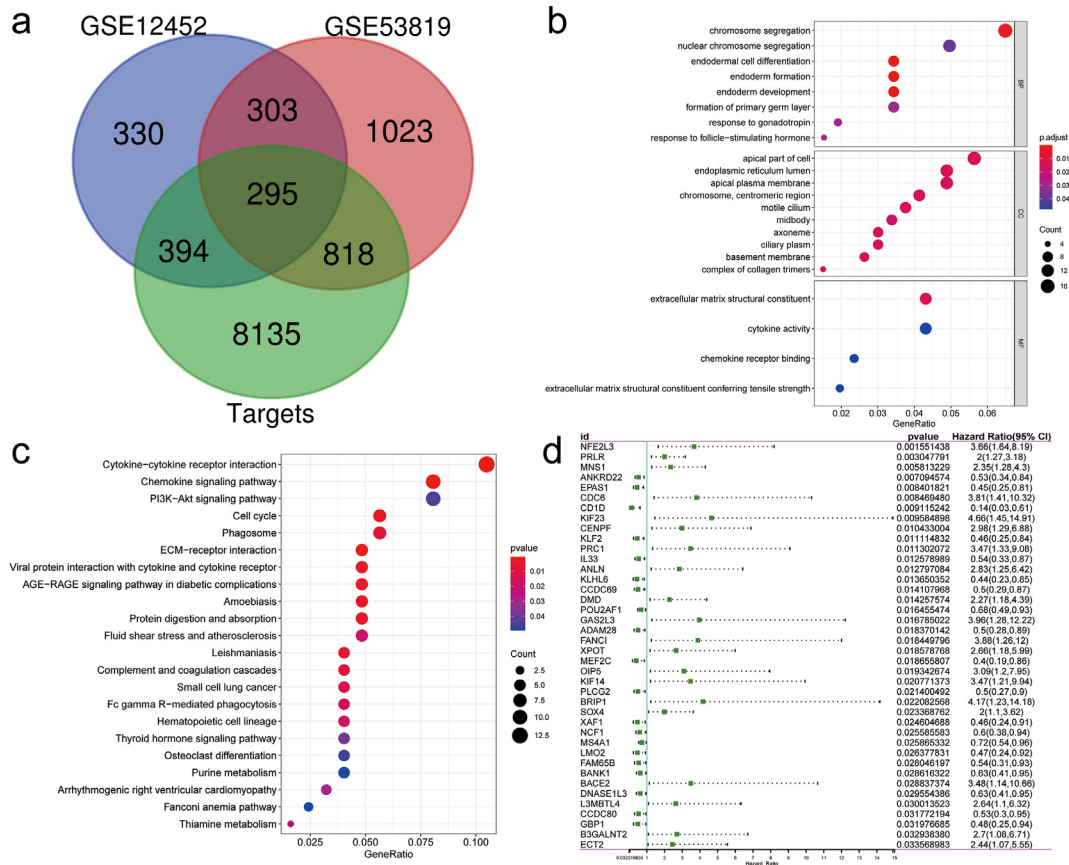 a
GSE12452 GSE53819
330
303
1023
295
394
818
8135
Targets
b
chromosome segregation
nuclear chromosome segregation
endodermal cell differentiation
endoderm formation
endoderm development
formation of primary germ layer
response to gonadotropin
response to follicle−stimulating hormone
BP
apical part of cell
endoplasmic reticulum lumen
apical plasma membrane
chromosome, centromeric region
motile cilium
midbody
axoneme
ciliary plasm
basement membrane
complex of collagen trimers
CC
extracellular matrix structural constituent
cytokine activity
chemokine receptor binding
extracellular matrix structural constituent conferring tensile strength
MF
0.02 0.03 0.04 0.05 0.06
GeneRatio
p.adjust
0.01
0.02
0.03
0.04
Count
4
8
12
16
c
Cytokine−cytokine receptor interaction
Chemokine signaling pathway
PI3K−Akt signaling pathway
Cell cycle
Phagosome
ECM−receptor interaction
Viral protein interaction with cytokine and cytokine receptor
AGE−RAGE signaling pathway in diabetic complications
Amoebiasis
Protein digestion and absorption
Fluid shear stress and atherosclerosis
Leishmaniasis
Complement and coagulation cascades
Small cell lung cancer
Fc gamma R−mediated phagocytosis
Hematopoietic cell lineage
Thyroid hormone signaling pathway
Osteoclast differentiation
Purine metabolism
Arrhythmogenic right ventricular cardiomyopathy
Fanconi anemia pathway
Thiamine metabolism
0.025 0.050 0.075 0.100
GeneRatio
pvalue
0.01
0.02
0.03
0.04
Count
2.5
5.0
7.5
10.0
12.5
d
id pvalue Hazard Ratio(95% CI)
NFE2L3 0.001551438 3.66(1.64,8.19)
PRLR 0.003047791 2(1.27,3.18)
MNS1 0.005813229 2.35(1.28,4.3)
ANKRD22 0.007094574 0.53(0.34,0.84)
EPAS1 0.008401821 0.45(0.25,0.81)
CDC6 0.008469480 3.81(1.41,10.32)
CD1D 0.009115242 0.14(0.03,0.61)
KIF23 0.009584898 4.66(1.45,14.91)
CENPF 0.010433004 2.98(1.29,6.88)
KLF2 0.011114832 0.46(0.25,0.84)
PRC1 0.011302072 3.47(1.33,9.08)
IL33 0.012578989 0.54(0.33,0.87)
ANLN 0.012797084 2.83(1.25,6.42)
KLHL6 0.013650352 0.44(0.23,0.85)
CCDC69 0.014107968 0.5(0.29,0.87)
DMD 0.014257574 2.27(1.18,4.39)
POU2AF1 0.016455474 0.68(0.49,0.93)
GAS2L3 0.016785022 3.96(1.28,12.22)
ADAM28 0.018370142 0.5(0.28,0.89)
FANCI 0.018449796 3.88(1.26,12)
XPOT 0.018578768 2.66(1.18,5.99)
MEF2C 0.018655807 0.4(0.19,0.86)
OIP5 0.019342674 3.09(1.2,7.95)
KIF14 0.020771373 3.47(1.21,9.94)
PLCG2 0.021400492 0.5(0.27,0.9)
BRIP1 0.022082568 4.17(1.23,14.18)
SOX4 0.023368762 2(1.1,3.62)
XAF1 0.024604688 0.46(0.24,0.91)
NCF1 0.025585583 0.6(0.38,0.94)
MS4A1 0.025865332 0.72(0.54,0.96)
LMO2 0.026377831 0.47(0.24,0.92)
FAM65B 0.028046197 0.54(0.31,0.93)
BANK1 0.028616322 0.63(0.41,0.95)
BACE2 0.028837374 3.48(1.14,10.66)
DNASE1L3 0.029554386 0.63(0.41,0.95)
L3MBTL4 0.030013523 2.64(1.1,6.32)
CCDC80 0.031772194 0.53(0.3,0.95)
GBP1 0.031976685 0.48(0.25,0.94)
B3GALNT2 0.032938380 2.7(1.08,6.71)
ECT2 0.033568983 2.44(1.07,5.55)
1 2 3 4 5 6 7 8 9 10 11 12 13 14 15
Hazard_Ratio